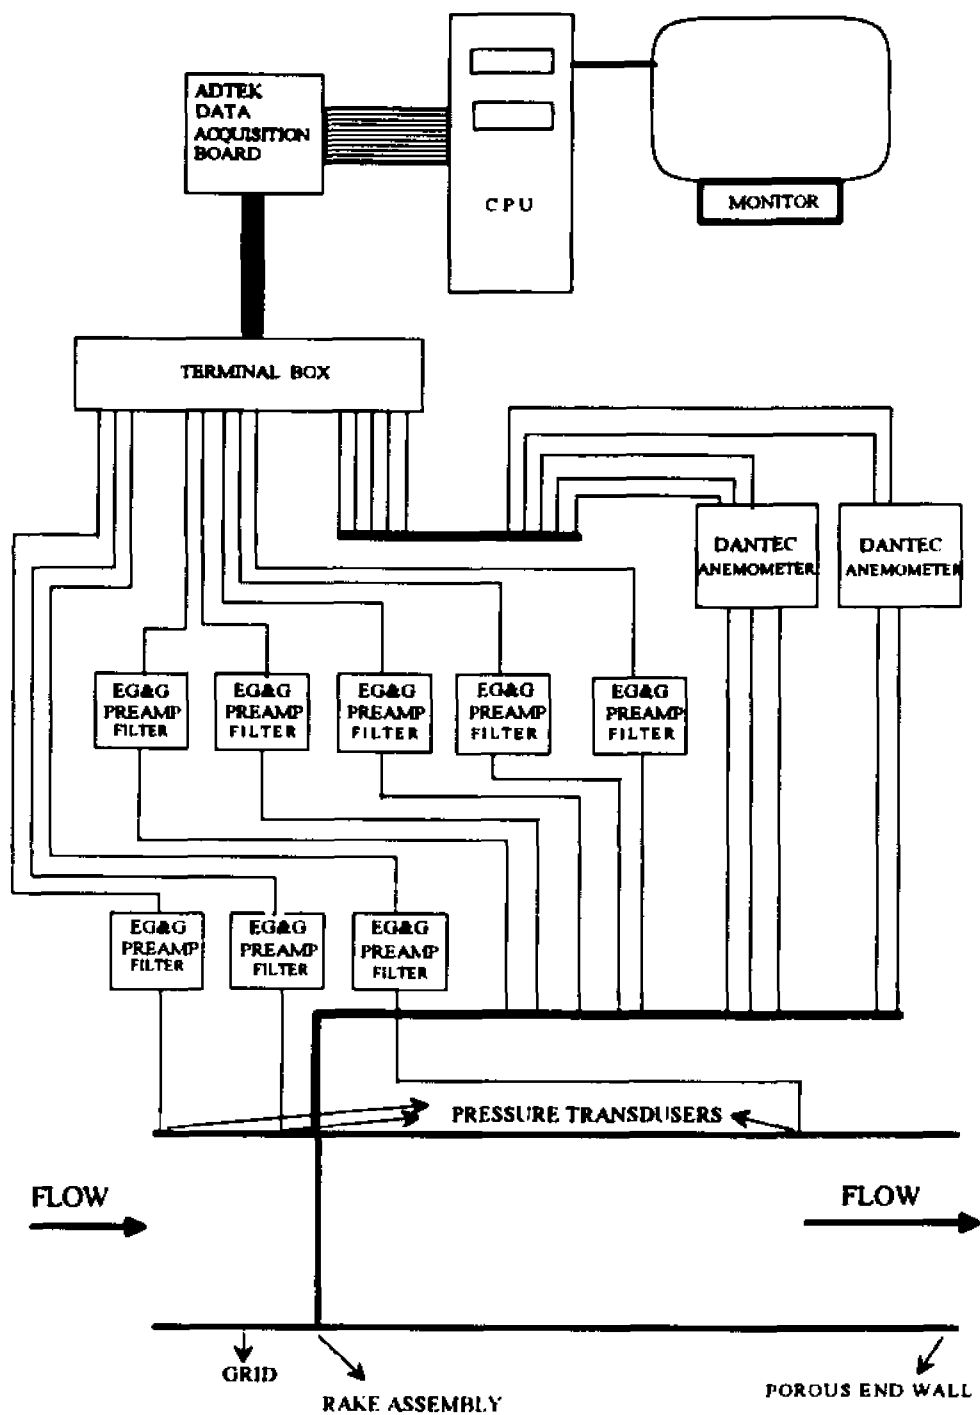 ADTEK
DATA
ACQUISITION
BOARD
CPU
MONITOR
TERMINAL BOX
DANTEC
ANEMOMETER
DANTEC
ANEMOMETER
EG&G
PREAMP
FILTER
EG&G
PREAMP
FILTER
EG&G
PREAMP
FILTER
EG&G
PREAMP
FILTER
EG&G
PREAMP
FILTER
EG&G
PREAMP
FILTER
EG&G
PREAMP
FILTER
EG&G
PREAMP
FILTER
PRESSURE TRANSDUSERS
FLOW
FLOW
GRID
RAKE ASSEMBLY
POROUS END WALL